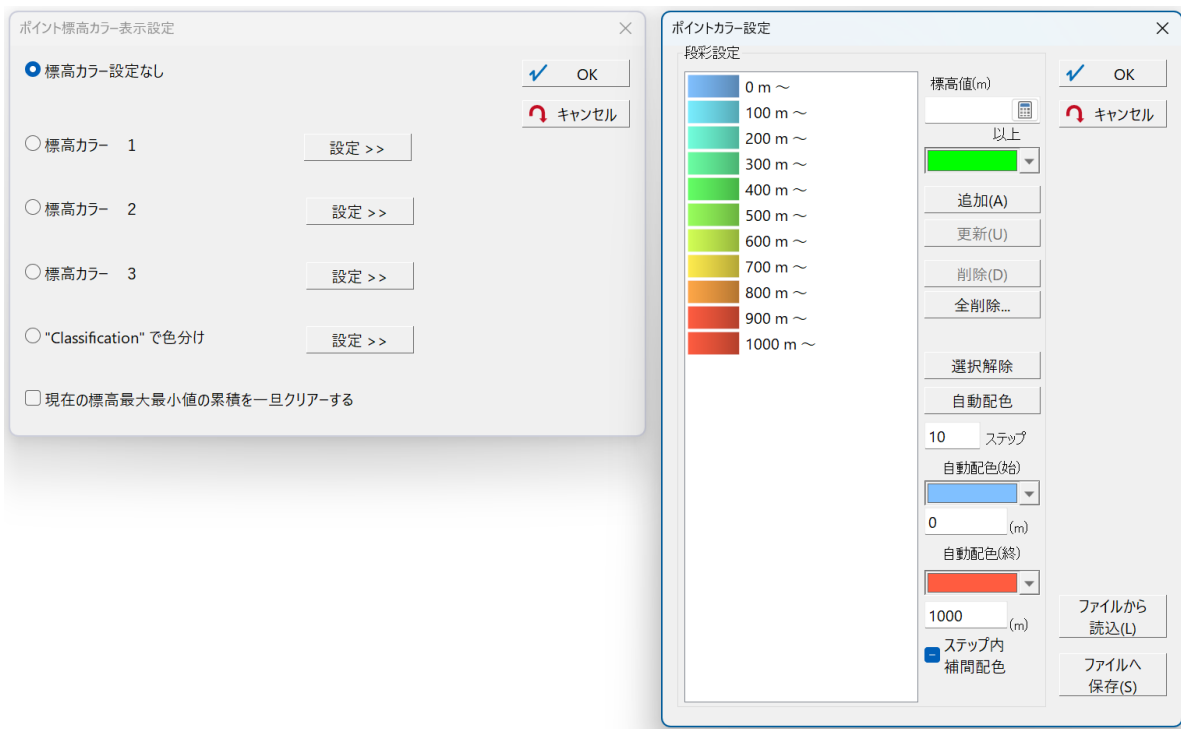 ポイント標高カラー表示設定
標高カラー設定なし
OK
キャンセル
標高カラー 1
設定 >>
標高カラー 2
設定 >>
標高カラー 3
設定 >>
"Classification" で色分け
設定 >>
現在の標高最大最小値の累積を一旦クリアーする
ポイントカラー設定
段彩設定
0 m ～
100 m ～
200 m ～
300 m ～
400 m ～
500 m ～
600 m ～
700 m ～
800 m ～
900 m ～
1000 m ～
標高値(m)
以上
追加(A)
更新(U)
削除(D)
全削除...
選択解除
自動配色
10 ステップ
自動配色(始)
0 (m)
自動配色(終)
1000 (m)
ステップ内
補間配色
OK
キャンセル
ファイルから
読込(L)
ファイルへ
保存(S)